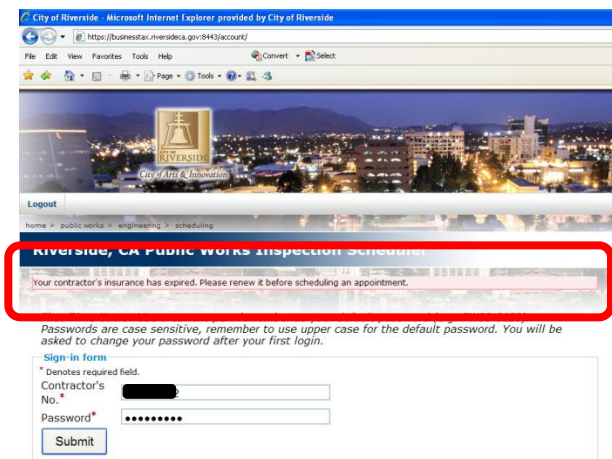 City of Riverside - Microsoft Internet Explorer provided by City of Riverside
https://businesstax.riversideca.gov:8443/account/
File Edit View Favorites Tools Help Convert Select
Page Tools
CITY OF
RIVERSIDE
City of Arts & Innovation
Logout
home > public works > engineering > scheduling
Riverside, CA Public Works Inspection Scheduler
Your contractor's insurance has expired. Please renew it before scheduling an appointment.
Passwords are case sensitive, remember to use upper case for the default password. You will be
asked to change your password after your first login.
Sign-in form
* Denotes required field.
Contractor's
No.* 2
Password* •••••••••
Submit